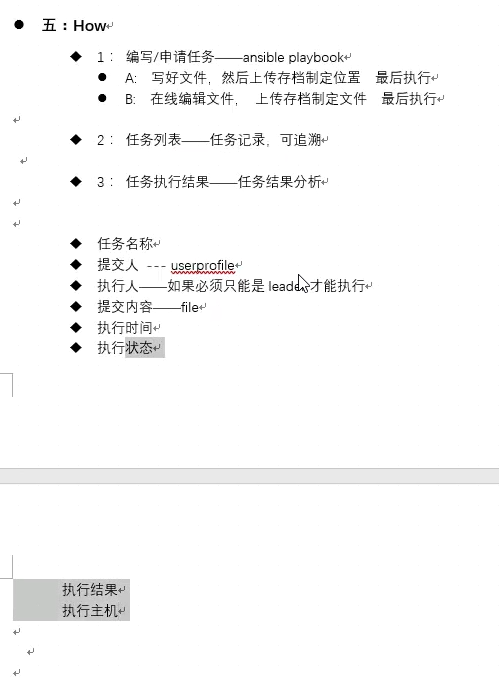 五：How
1： 编写/申请任务——ansible playbook
A: 写好文件，然后上传存档制定位置 最后执行
B: 在线编辑文件， 上传存档制定文件 最后执行
2： 任务列表——任务记录，可追溯
3： 任务执行结果——任务结果分析
任务名称
提交人 --- userprofile
执行人——如果必须只能是 leader才能执行
提交内容——file
执行时间
执行状态
执行结果
执行主机